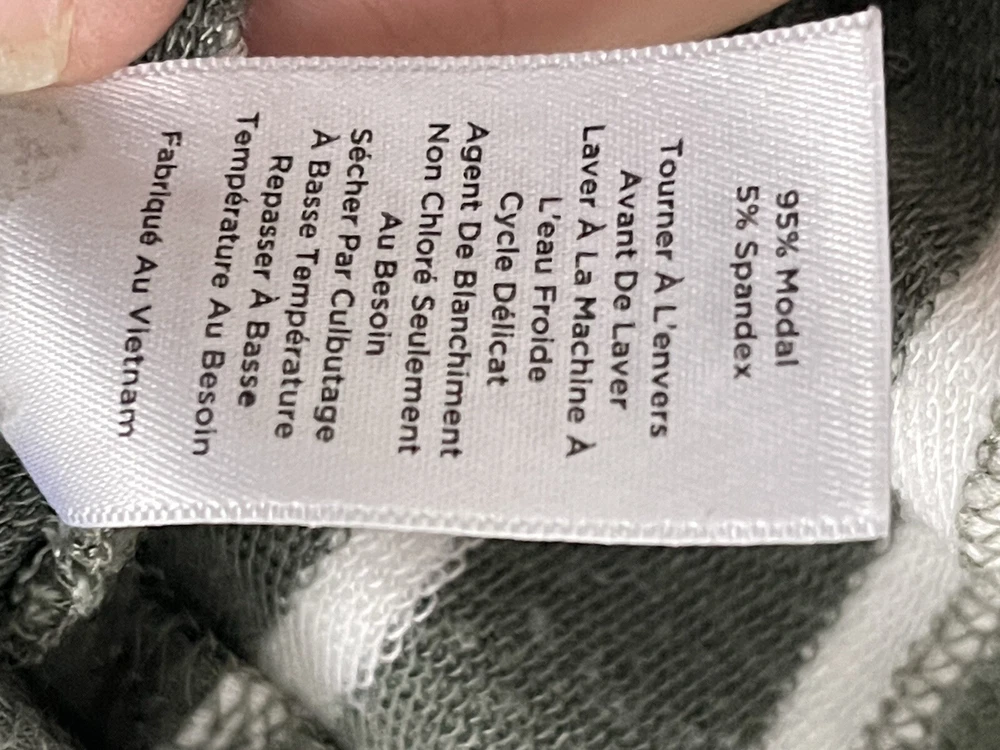 95% Modal
5% Spandex
Tourner À L'envers
Avant De Laver
Laver À La Machine À
L'eau Froide
Cycle Délicat
Agent De Blanchiment
Non Chloré Seulement
Au Besoin
Sécher Par Culbutage
À Basse Température
Repasser À Basse
Température Au Besoin
Fabriqué Au Vietnam